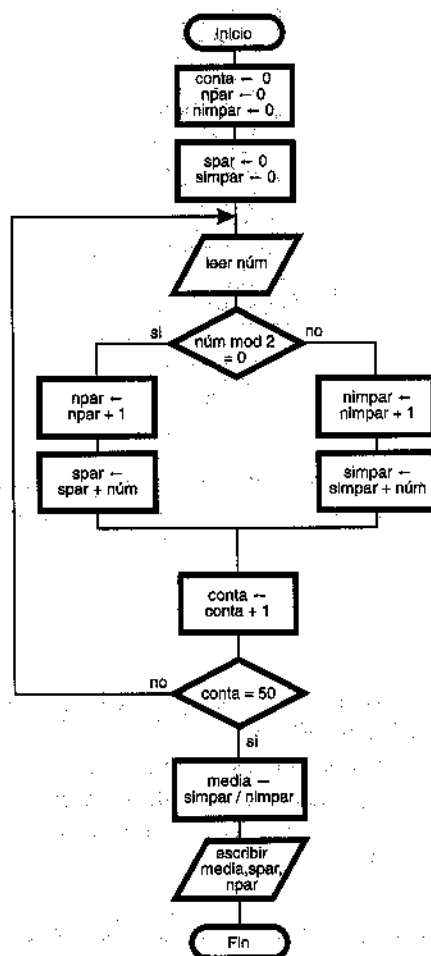 Inicio
conta ← 0
npar ← 0
nimpar ← 0
spar ← 0
simpar ← 0
leer núm
si
núm mod 2
= 0
no
npar ←
npar + 1
nimpar ←
nimpar + 1
spar ←
spar + núm
simpar ←
simpar + núm
conta ←
conta + 1
no
conta = 50
si
media ←
simpar / nimpar
escribir
media,spar,
npar
Fin